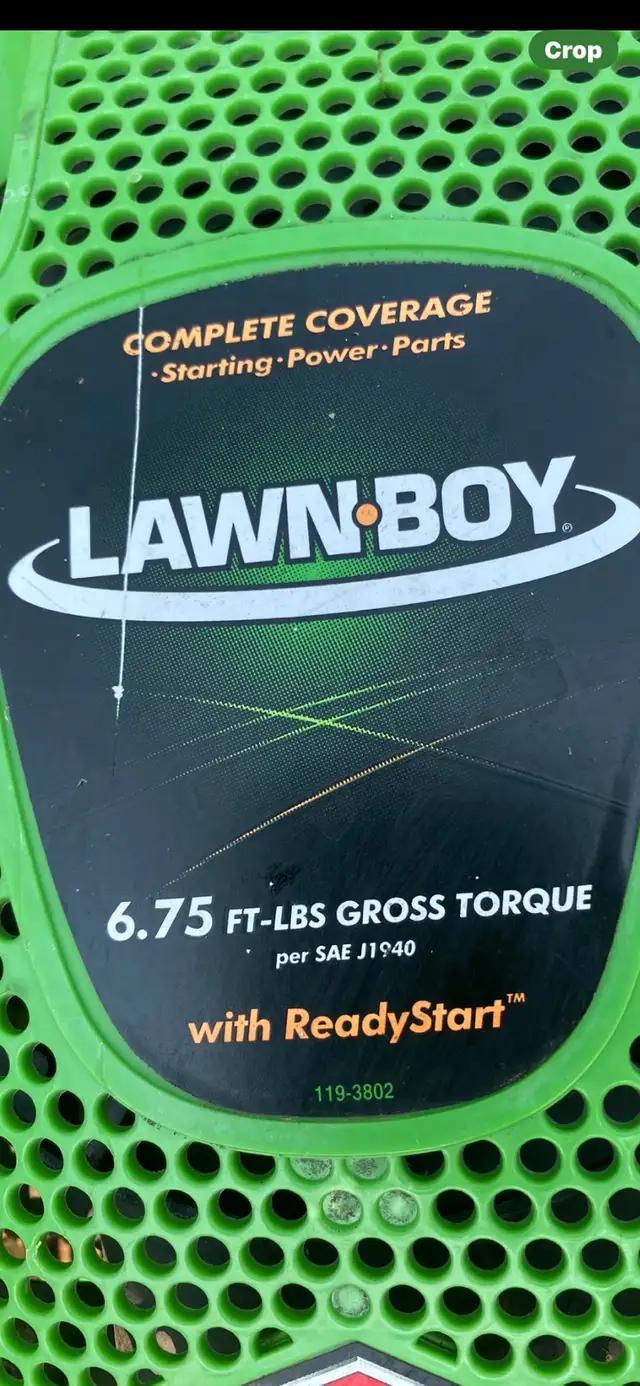 Crop
COMPLETE COVERAGE
·Starting·Power·Parts
LAWN·BOY®
6.75 FT-LBS GROSS TORQUE
per SAE J1940
with ReadyStart™
119-3802